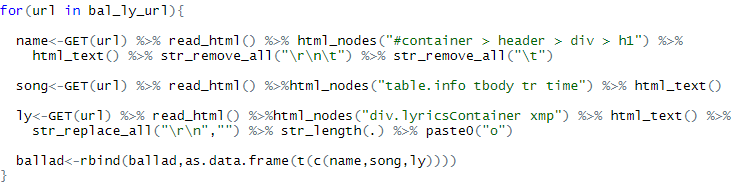 for(url in bal_ly_url){
name<-GET(url) %>% read_html() %>% html_nodes("#container > header > div > h1") %>%
html_text() %>% str_remove_all("\r\n\t") %>% str_remove_all("\t")
song<-GET(url) %>% read_html() %>%html_nodes("table.info tbody tr time") %>% html_text()
ly<-GET(url) %>% read_html() %>%html_nodes("div.lyricsContainer xmp") %>% html_text() %>%
str_replace_all("\r\n","") %>% str_length(.) %>% paste0("o")
ballad<-rbind(ballad,as.data.frame(t(c(name,song,ly))))
}